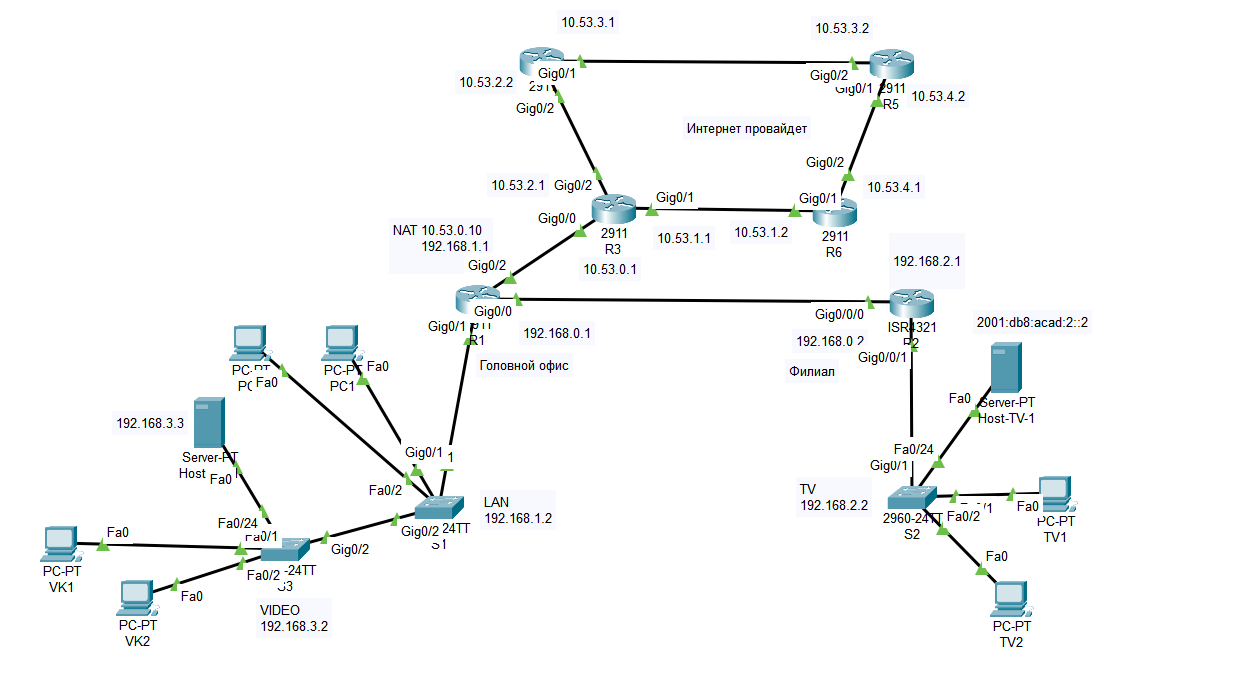 10.53.3.1
10.53.3.2
Gig0/1
10.53.2.2
Gig0/2
Gig0/2
Gig0/1
2911
R5
10.53.4.2
Интернет провайдет
Gig0/2
10.53.2.1
Gig0/2
Gig0/1
Gig0/1
10.53.4.1
Gig0/0
NAT 10.53.0.10
192.168.1.1
2911
R3
10.53.1.1
10.53.1.2
2911
R6
Gig0/2
10.53.0.1
192.168.2.1
Gig0/0
Gig0/1
R1
192.168.0.1
Gig0/0/0
ISR4321
R2
192.168.0.2
Gig0/0/1
2001:db8:acad:2::2
Головной офис
Филиал
Fa0
PC-PT
PC1
Fa0
Fa0
Server-PT
Host-TV-1
192.168.3.3
Server-PT
Host
Fa0
Gig0/1
Fa0/2
Fa0/24
Gig0/1
LAN
192.168.1.2
24TT
S1
Gig0/2
TV
192.168.2.2
2960-24TT
S2
Fa0/2
Fa0
PC-PT
TV1
Fa0/24
Fa0/1
Fa0
PC-PT
VK1
Gig0/2
Fa0/2
-24TT
S3
Fa0
PC-PT
VK2
VIDEO
192.168.3.2
Fa0
PC-PT
TV2